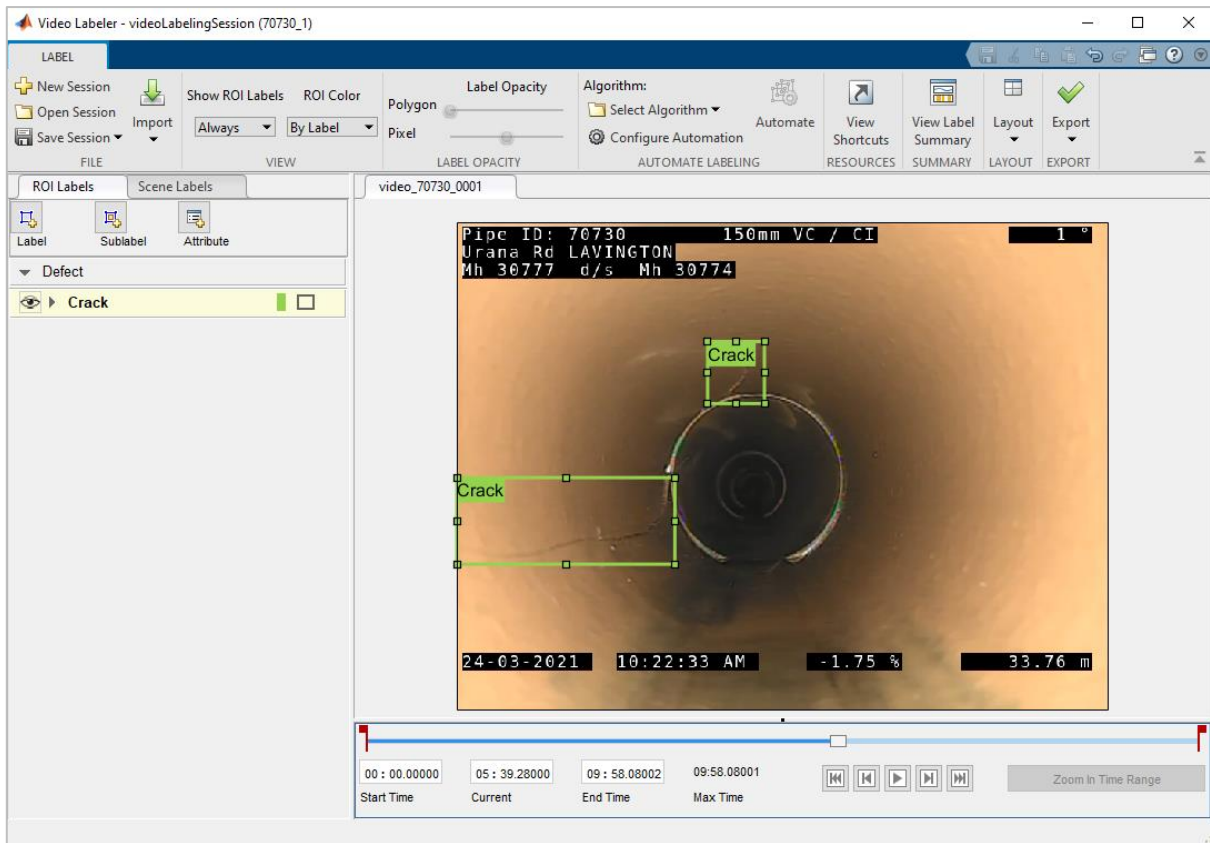 Video Labeler - videoLabelingSession (70730_1)
LABEL
New Session
Open Session
Save Session
Import
FILE
Show ROI Labels ROI Color
Always By Label
VIEW
Label Opacity
Polygon
Pixel
LABEL OPACITY
Algorithm:
Select Algorithm
Configure Automation
Automate
AUTOMATE LABELING
View
Shortcuts
RESOURCES
View Label
Summary
SUMMARY
Layout
LAYOUT
Export
EXPORT
ROI Labels Scene Labels
Label Sublabel Attribute
Defect
Crack
video_70730_0001
Pipe ID: 70730 150mm VC / CI 1 °
Urana Rd LAVINGTON
Mh 30777 d/s Mh 30774
Crack
Crack
24-03-2021 10:22:33 AM -1.75 % 33.76 m
00 : 00.00000 05 : 39.28000 09 : 58.08002 09:58.08001
Start Time Current End Time Max Time
Zoom In Time Range